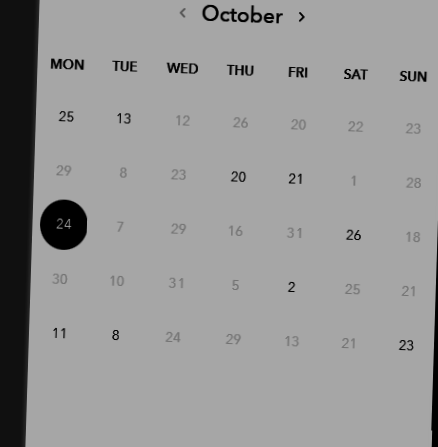 < October >
MON TUE WED THU FRI SAT SUN
25 13 12 26 20 22 23
29 8 23 20 21 1 28
24 7 29 16 31 26 18
30 10 31 5 2 25 21
11 8 24 29 13 21 23